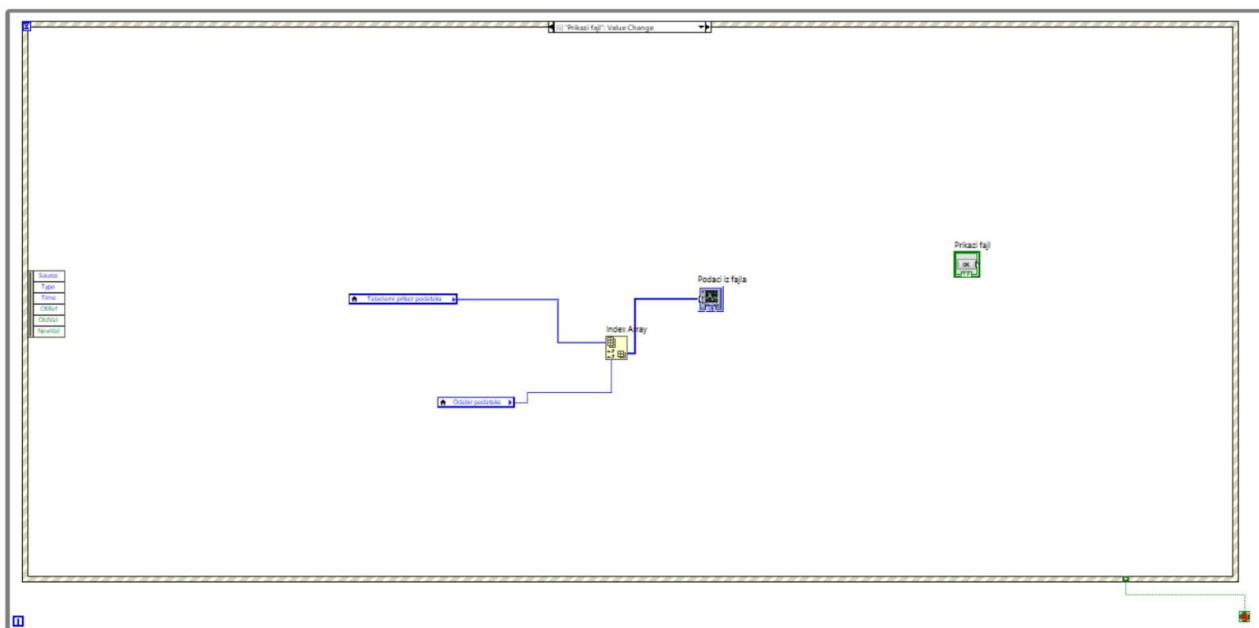 "Prikazi fajl": Value Change
Prikazi fajl
OK
Source
Type
Time
CtlRef
OldVal
NewVal
Podaci iz fajla
Tabelarni prikaz podataka
Index Array
Odabir podataka
i